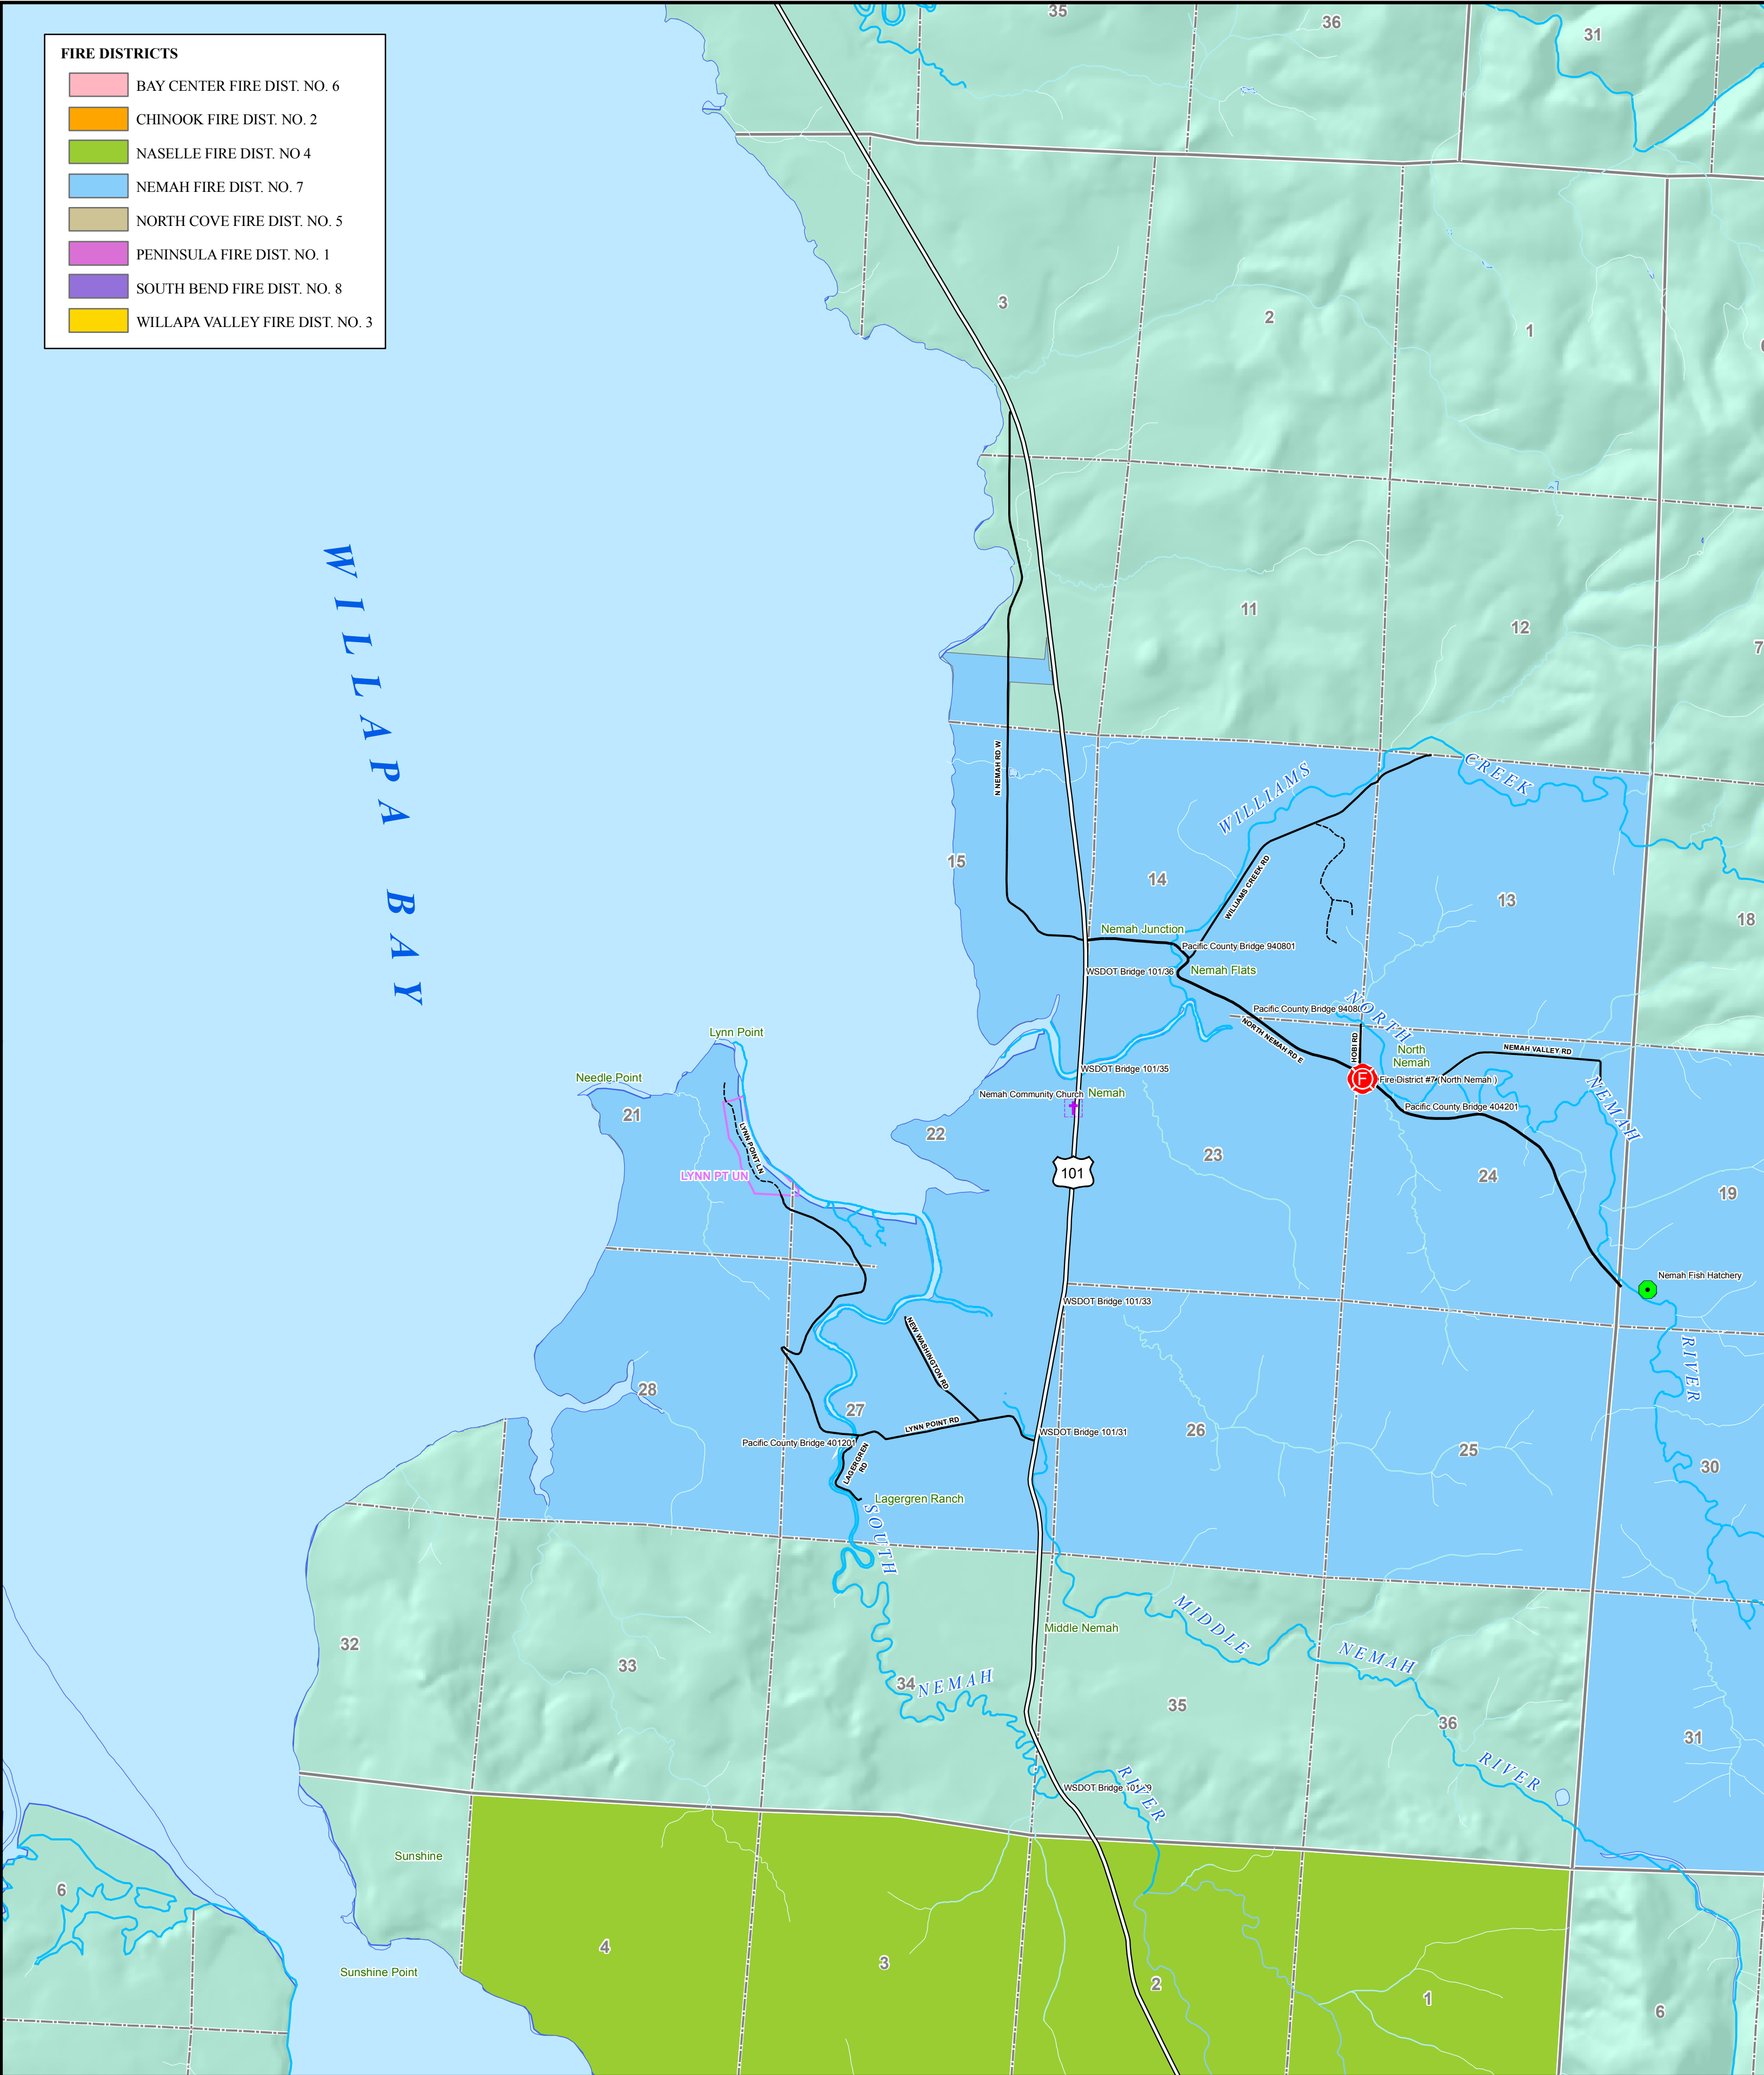 FIRE DISTRICTS
BAY CENTER FIRE DIST. NO. 6
CHINOOK FIRE DIST. NO. 2
NASELLE FIRE DIST. NO 4
NEMAH FIRE DIST. NO. 7
NORTH COVE FIRE DIST. NO. 5
PENINSULA FIRE DIST. NO. 1
SOUTH BEND FIRE DIST. NO. 8
WILLAPA VALLEY FIRE DIST. NO. 3
35
36
31
3
2
1
WILLAPA BAY
11
12
7
N NEMAH RD W
WILLIAMS
CREEK
15
14
WILLIAMS CREEK RD
13
18
Nemah Junction
Pacific County Bridge 940801
WSDOT Bridge 101/36
Nemah Flats
NORTH
Pacific County Bridge 94080
NORTH NEMAH RD E
HOBI RD
North
Nemah
NEMAH VALLEY RD
Lynn Point
Needle Point
WSDOT Bridge 101/35
F
Fire District #7 (North Nemah )
Nemah Community Church
Nemah
NEMAH
Pacific County Bridge 404201
21
22
LYNN POINT LN
LYNN PT UN
101
23
24
19
Nemah Fish Hatchery
WSDOT Bridge 101/33
NEW WASHINGTON RD
RIVER
28
27
LYNN POINT RD
26
25
30
WSDOT Bridge 101/31
Pacific County Bridge 401201
LAGERGREN
RD
Lagergren Ranch
SOUTH
MIDDLE
Middle Nemah
NEMAH
32
33
34
NEMAH
35
36
31
RIVER
WSDOT Bridge 101/
RIVER
Sunshine
6
4
3
2
1
6
Sunshine Point